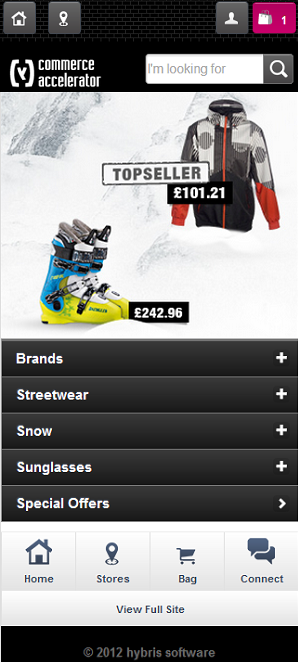 1
commerce
accelerator
I'm looking for
TOPSELLER
£101.21
£242.96
Brands
Streetwear
Snow
Sunglasses
Special Offers
Home
Stores
Bag
Connect
View Full Site
© 2012 hybris software